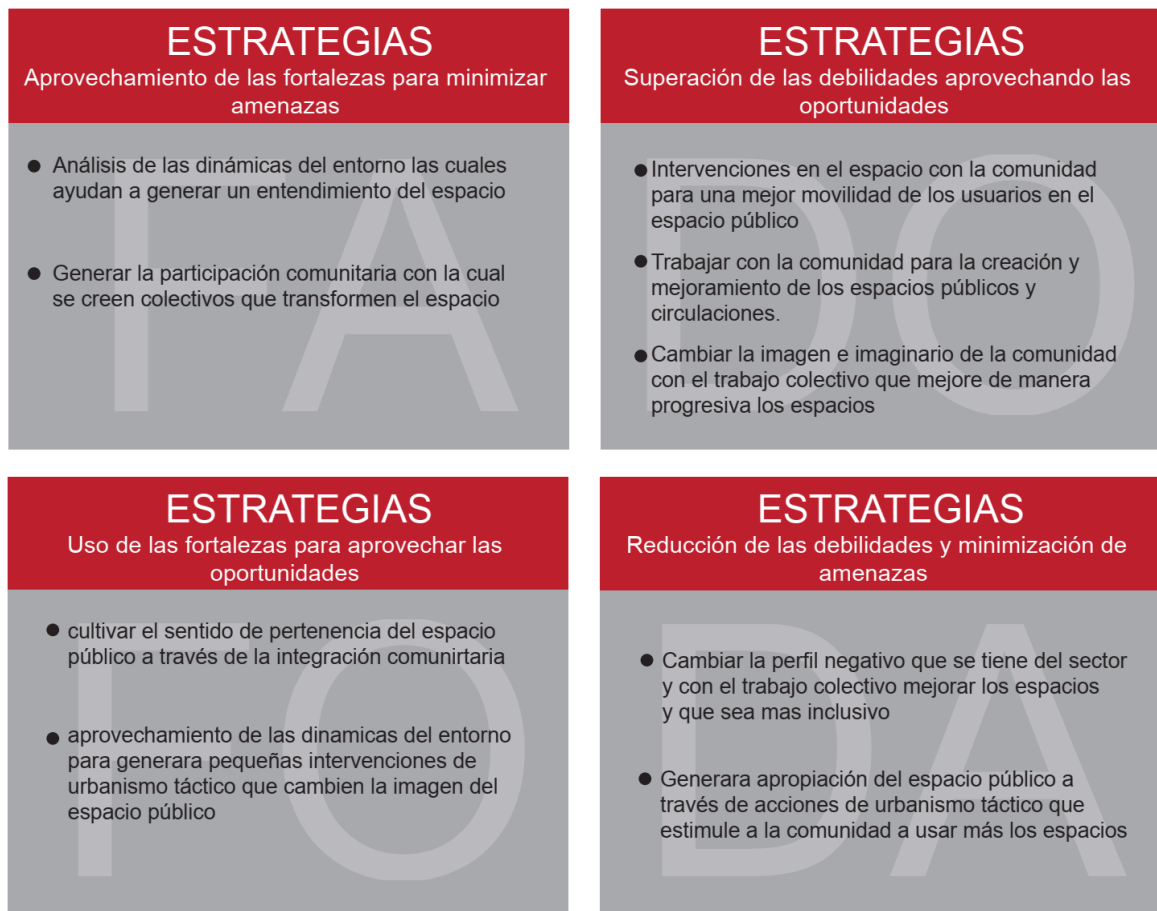 ESTRATEGIAS
Aprovechamiento de las fortalezas para minimizar
amenazas
● Análisis de las dinámicas del entorno las cuales
ayudan a generar un entendimiento del espacio
● Generar la participación comunitaria con la cual
se creen colectivos que transformen el espacio
FA
ESTRATEGIAS
Superación de las debilidades aprovechando las
oportunidades
● Intervenciones en el espacio con la comunidad
para una mejor movilidad de los usuarios en el
espacio público
● Trabajar con la comunidad para la creación y
mejoramiento de los espacios públicos y
circulaciones.
● Cambiar la imagen e imaginario de la comunidad
con el trabajo colectivo que mejore de manera
progresiva los espacios
DO
ESTRATEGIAS
Uso de las fortalezas para aprovechar las
oportunidades
● cultivar el sentido de pertenencia del espacio
público a través de la integración comunirtaria
● aprovechamiento de las dinamicas del entorno
para generara pequeñas intervenciones de
urbanismo táctico que cambien la imagen del
espacio público
FO
ESTRATEGIAS
Reducción de las debilidades y minimización de
amenazas
● Cambiar la perfil negativo que se tiene del sector
y con el trabajo colectivo mejorar los espacios
y que sea mas inclusivo
● Generara apropiación del espacio público a
través de acciones de urbanismo táctico que
estimule a la comunidad a usar más los espacios
DA